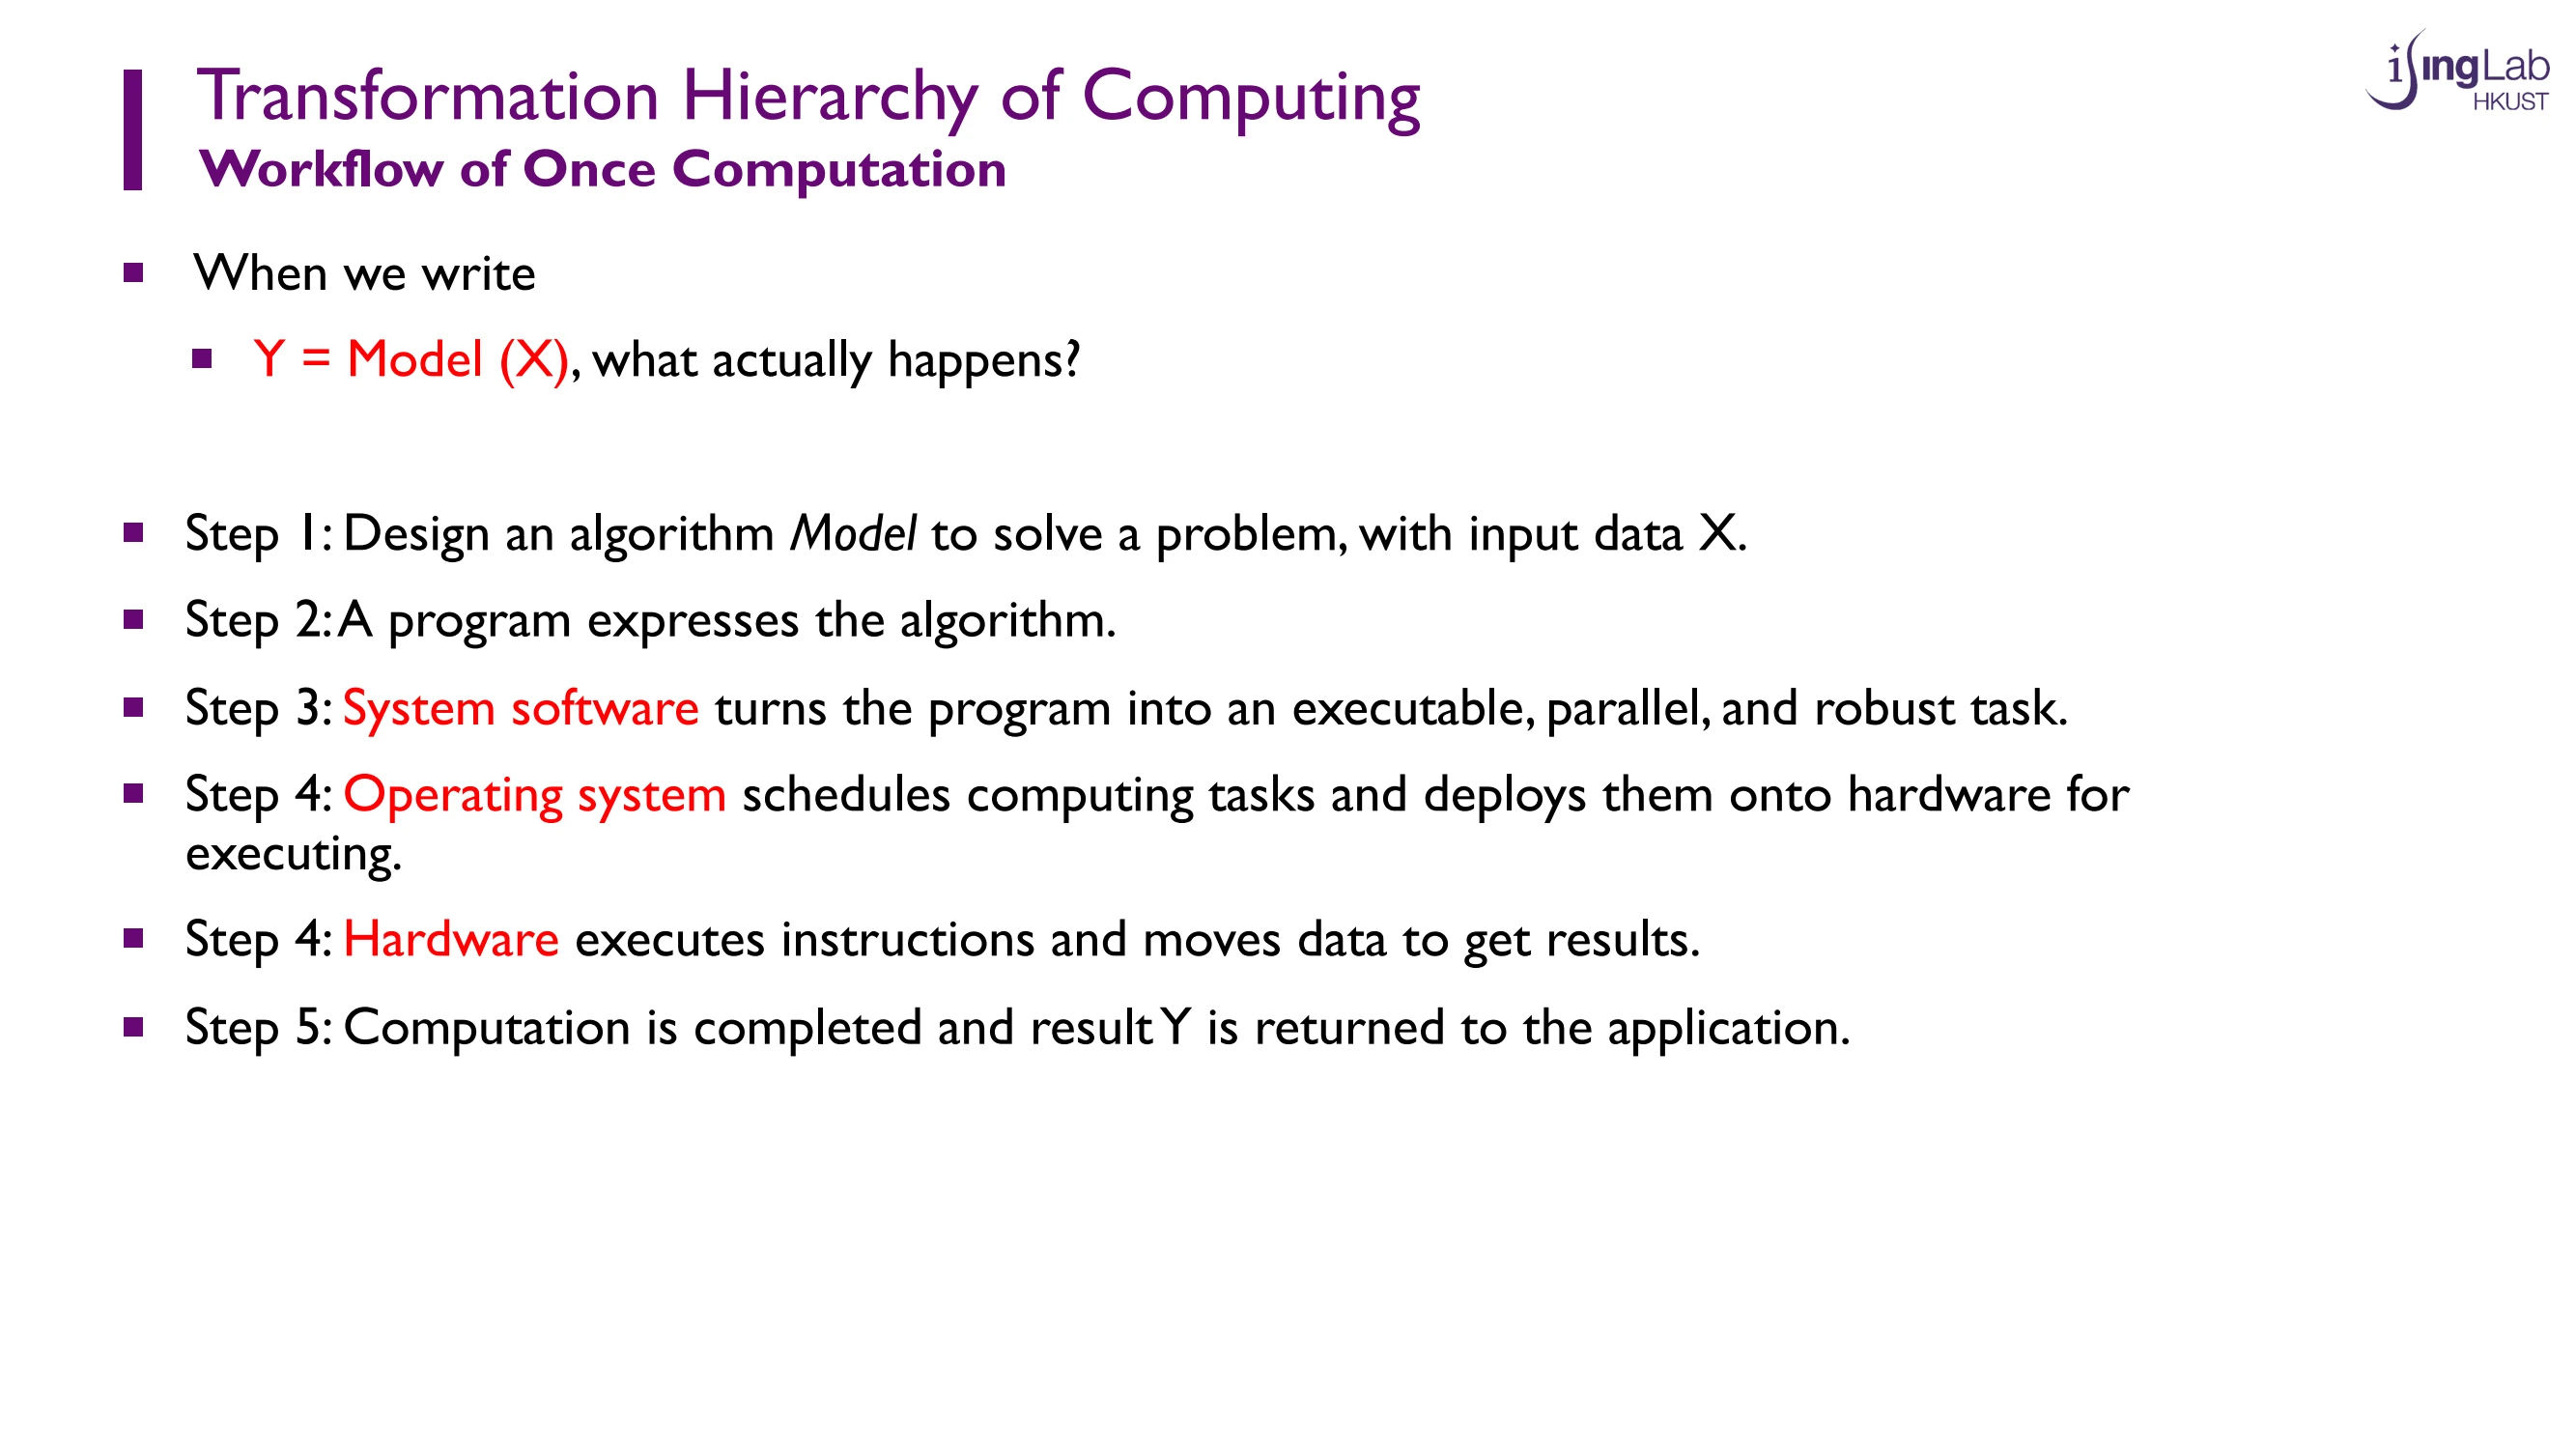 Transformation Hierarchy of Computing
Workflow of Once Computation
iSingLab
HKUST
When we write
Y = Model (X), what actually happens?
Step 1: Design an algorithm Model to solve a problem, with input data X.
Step 2: A program expresses the algorithm.
Step 3: System software turns the program into an executable, parallel, and robust task.
Step 4: Operating system schedules computing tasks and deploys them onto hardware for
executing.
Step 4: Hardware executes instructions and moves data to get results.
Step 5: Computation is completed and result Y is returned to the application.